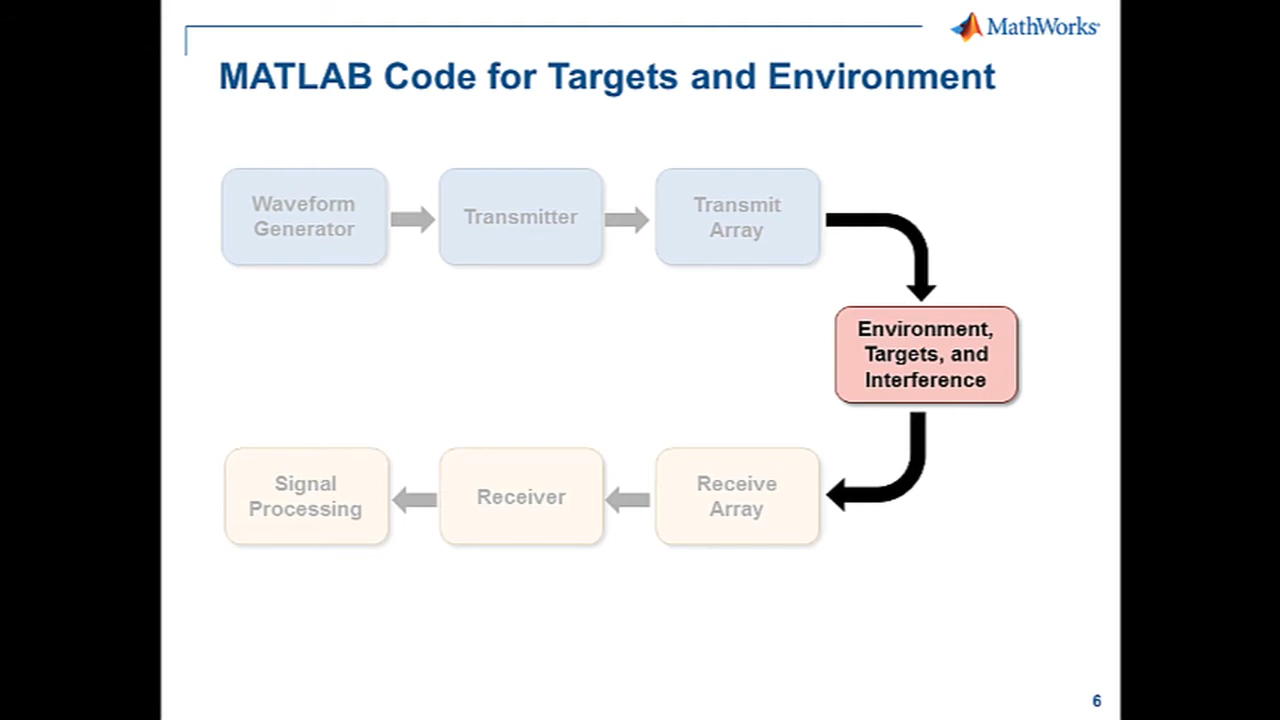 MathWorks
MATLAB Code for Targets and Environment
Waveform
Generator
Transmitter
Transmit
Array
Environment,
Targets, and
Interference
Signal
Processing
Receiver
Receive
Array
6